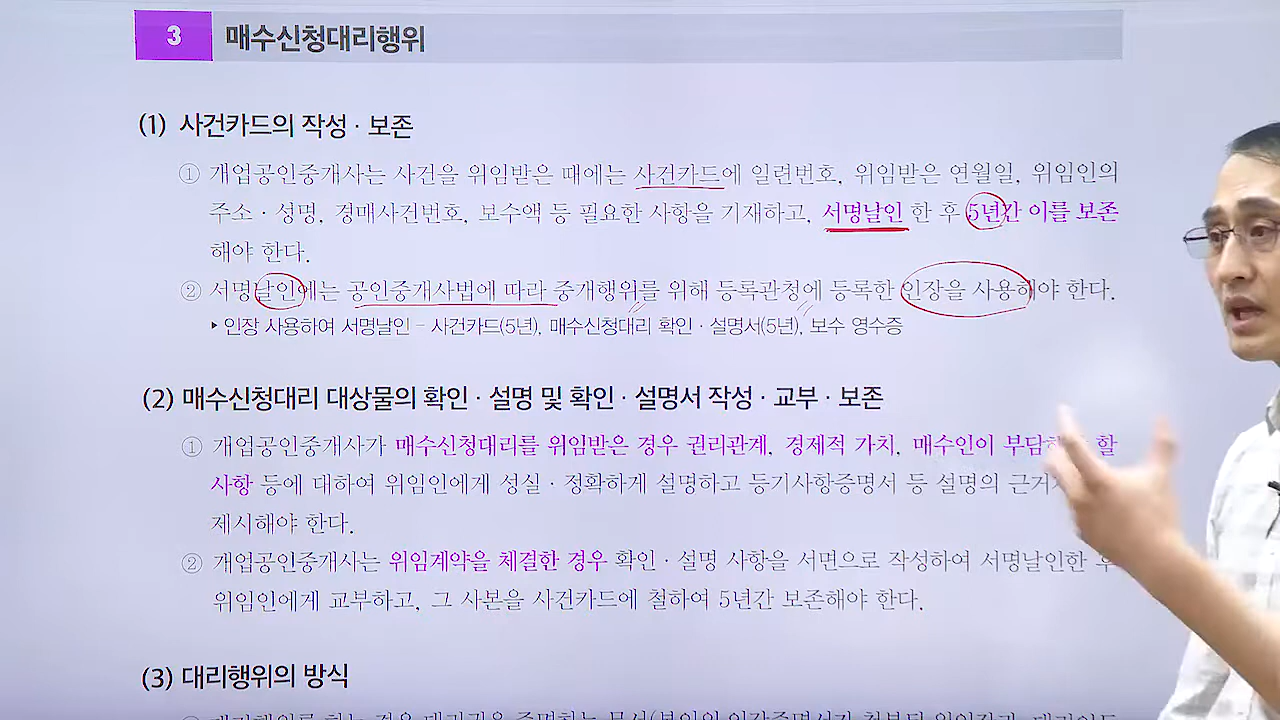 3 매수신청대리행위
(1) 사건카드의 작성 · 보존
① 개업공인중개사는 사건을 위임받은 때에는 사건카드에 일련번호, 위임받은 연월일, 위임인의
주소 · 성명, 경매사건번호, 보수액 등 필요한 사항을 기재하고, 서명날인 한 후 5년간 이를 보존
해야 한다.
② 서명날인에는 공인중개사법에 따라 중개행위를 위해 등록관청에 등록한 인장을 사용해야 한다.
▸ 인장 사용하여 서명날인 – 사건카드(5년), 매수신청대리 확인 · 설명서(5년), 보수 영수증
(2) 매수신청대리 대상물의 확인 · 설명 및 확인 · 설명서 작성 · 교부 · 보존
① 개업공인중개사가 매수신청대리를 위임받은 경우 권리관계, 경제적 가치, 매수인이 할
사항 등에 대하여 위임인에게 성실 · 정확하게 설명하고 등기사항증명서 등 설명의
제시해야 한다.
② 개업공인중개사는 위임계약을 체결한 경우 확인 · 설명 사항을 서면으로 작성하여 서명날인한
위임인에게 교부하고, 그 사본을 사건카드에 철하여 5년간 보존해야 한다.
(3) 대리행위의 방식